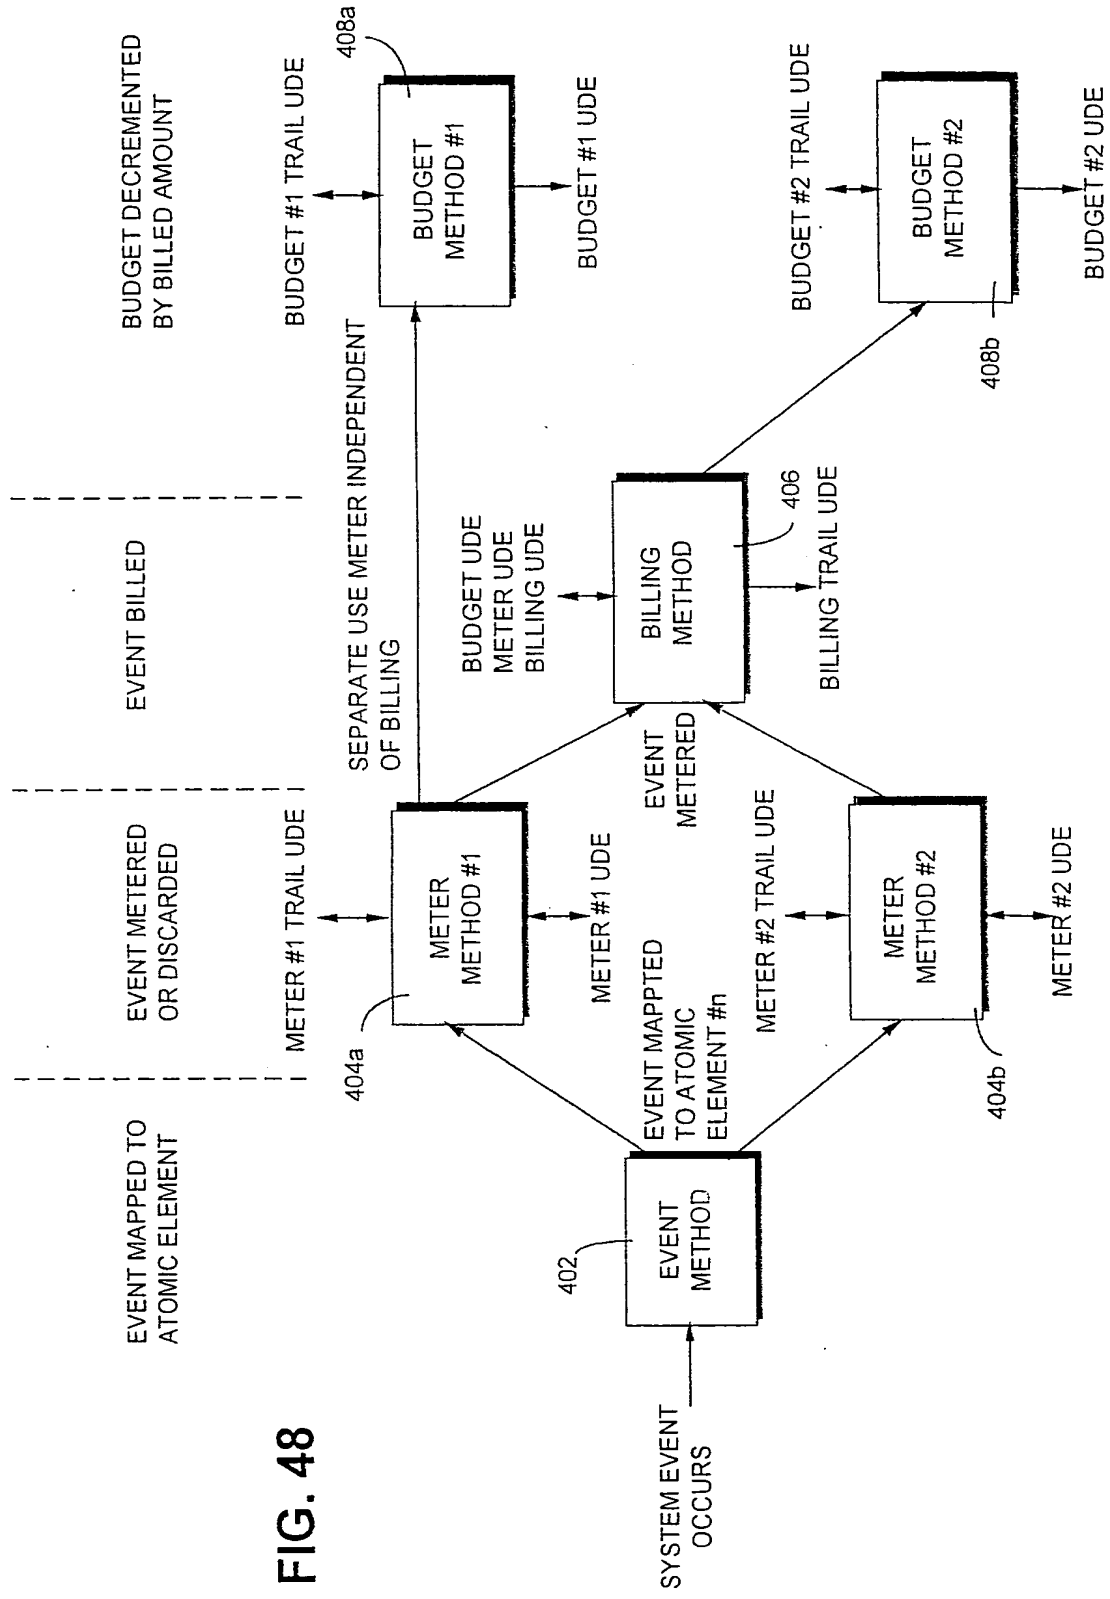 FIG. 48
EVENT MAPPED TO
ATOMIC ELEMENT
EVENT METERED
OR DISCARDED
EVENT BILLED
BUDGET DECREMENTED
BY BILLED AMOUNT
SYSTEM EVENT
OCCURS
402
EVENT
METHOD
EVENT MAPPTED
TO ATOMIC
ELEMENT #n
METER #1 TRAIL UDE
404a
METER
METHOD #1
METER #1 UDE
METER #2 TRAIL UDE
METER
METHOD #2
404b
METER #2 UDE
SEPARATE USE METER INDEPENDENT
OF BILLING
EVENT
METERED
BUDGET UDE
METER UDE
BILLING UDE
BILLING
METHOD
406
BILLING TRAIL UDE
BUDGET #1 TRAIL UDE
408a
BUDGET
METHOD #1
BUDGET #1 UDE
BUDGET #2 TRAIL UDE
BUDGET
METHOD #2
408b
BUDGET #2 UDE